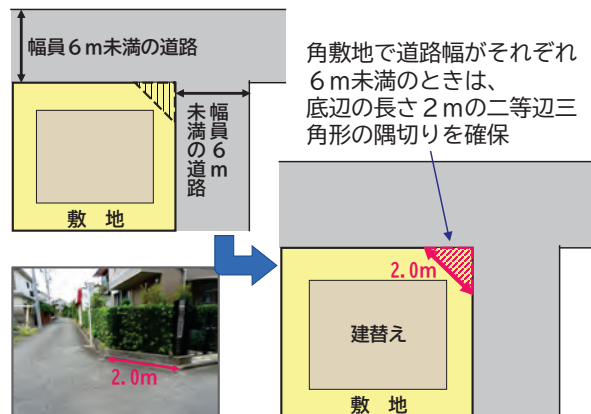 幅員６ｍ未満の道路
幅員６ｍ
未満の道路
敷 地
2.0m
角敷地で道路幅がそれぞれ
６ｍ未満のときは、
底辺の長さ２ｍの二等辺三
角形の隅切りを確保
2.0m
建替え
敷 地